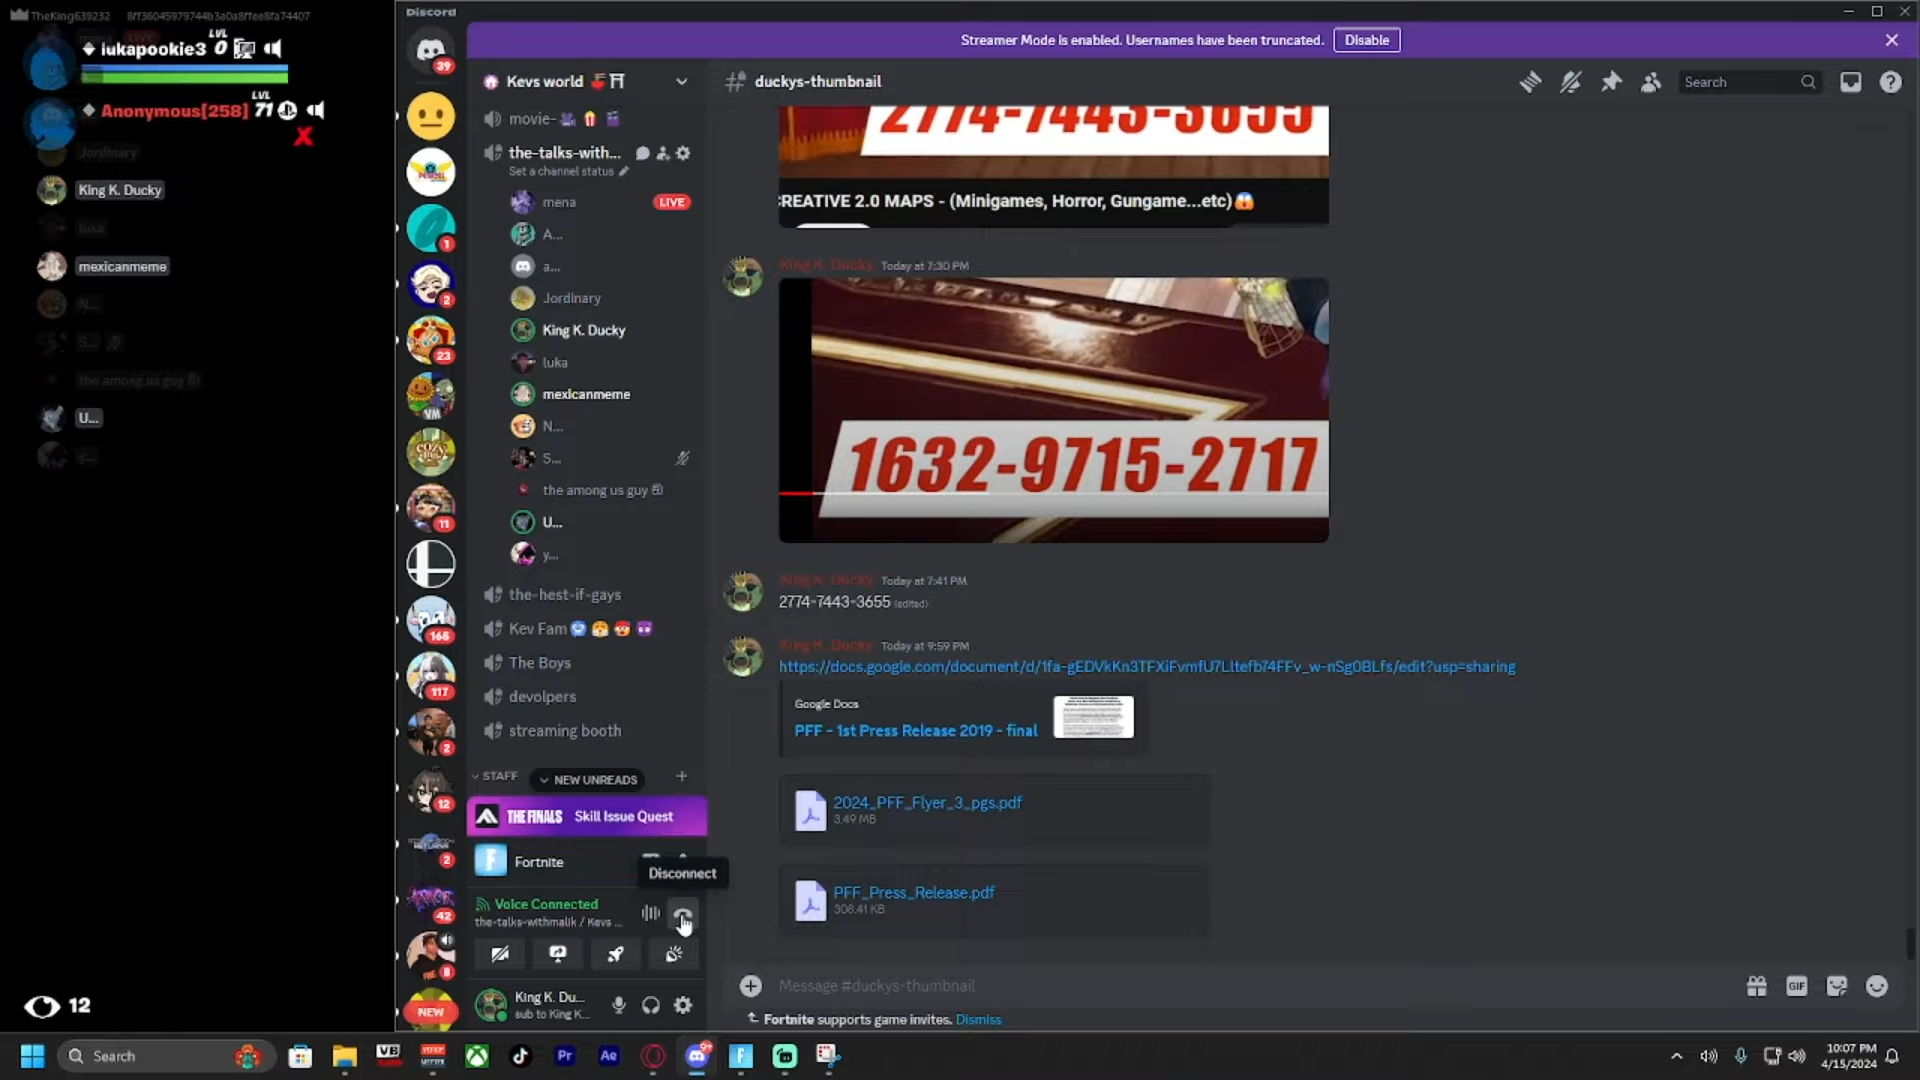 TheKing639232 8ff36045979744b3a0a8ffee8fa74407
iukapookie3 LVL 0
Anonymous[258] LVL 71
X
Jordinary
King K. Ducky
luka
mexicanmeme
N...
S...
the among us guy
U...
y...
12
Discord
Streamer Mode is enabled. Usernames have been truncated. Disable
39
1
2
23
VM
COZY
11
165
117
2
12
2
42
8
NEW
Kevs world
movie-
the-talks-with...
Set a channel status
mena LIVE
A...
a...
Jordinary
King K. Ducky
luka
mexicanmeme
N...
S...
the among us guy
U...
y...
the-hest-if-gays
Kev Fam
The Boys
devolpers
streaming booth
STAFF
NEW UNREADS
THE FINALS Skill Issue Quest
Fortnite
Disconnect
Voice Connected
the-talks-withmalik / Kevs ...
King K. Du...
sub to King K...
# duckys-thumbnail
Search
2774-7443-3655
CREATIVE 2.0 MAPS - (Minigames, Horror, Gungame...etc)
King K. Ducky Today at 7:30 PM
1632-9715-2717
King K. Ducky Today at 7:41 PM
2774-7443-3655 (edited)
King K. Ducky Today at 9:59 PM
https://docs.google.com/document/d/1fa-gEDVkKn3TFXiFvmfU7Lltefb74FFv_w-nSg0BLfs/edit?usp=sharing
Google Docs
PFF - 1st Press Release 2019 - final
2024_PFF_Flyer_3_pgs.pdf
3.49 MB
PFF_Press_Release.pdf
308.41 KB
Message #duckys-thumbnail
GIF
Fortnite supports game invites. Dismiss
Search
VB
Pr
Ae
9+
10:07 PM
4/15/2024